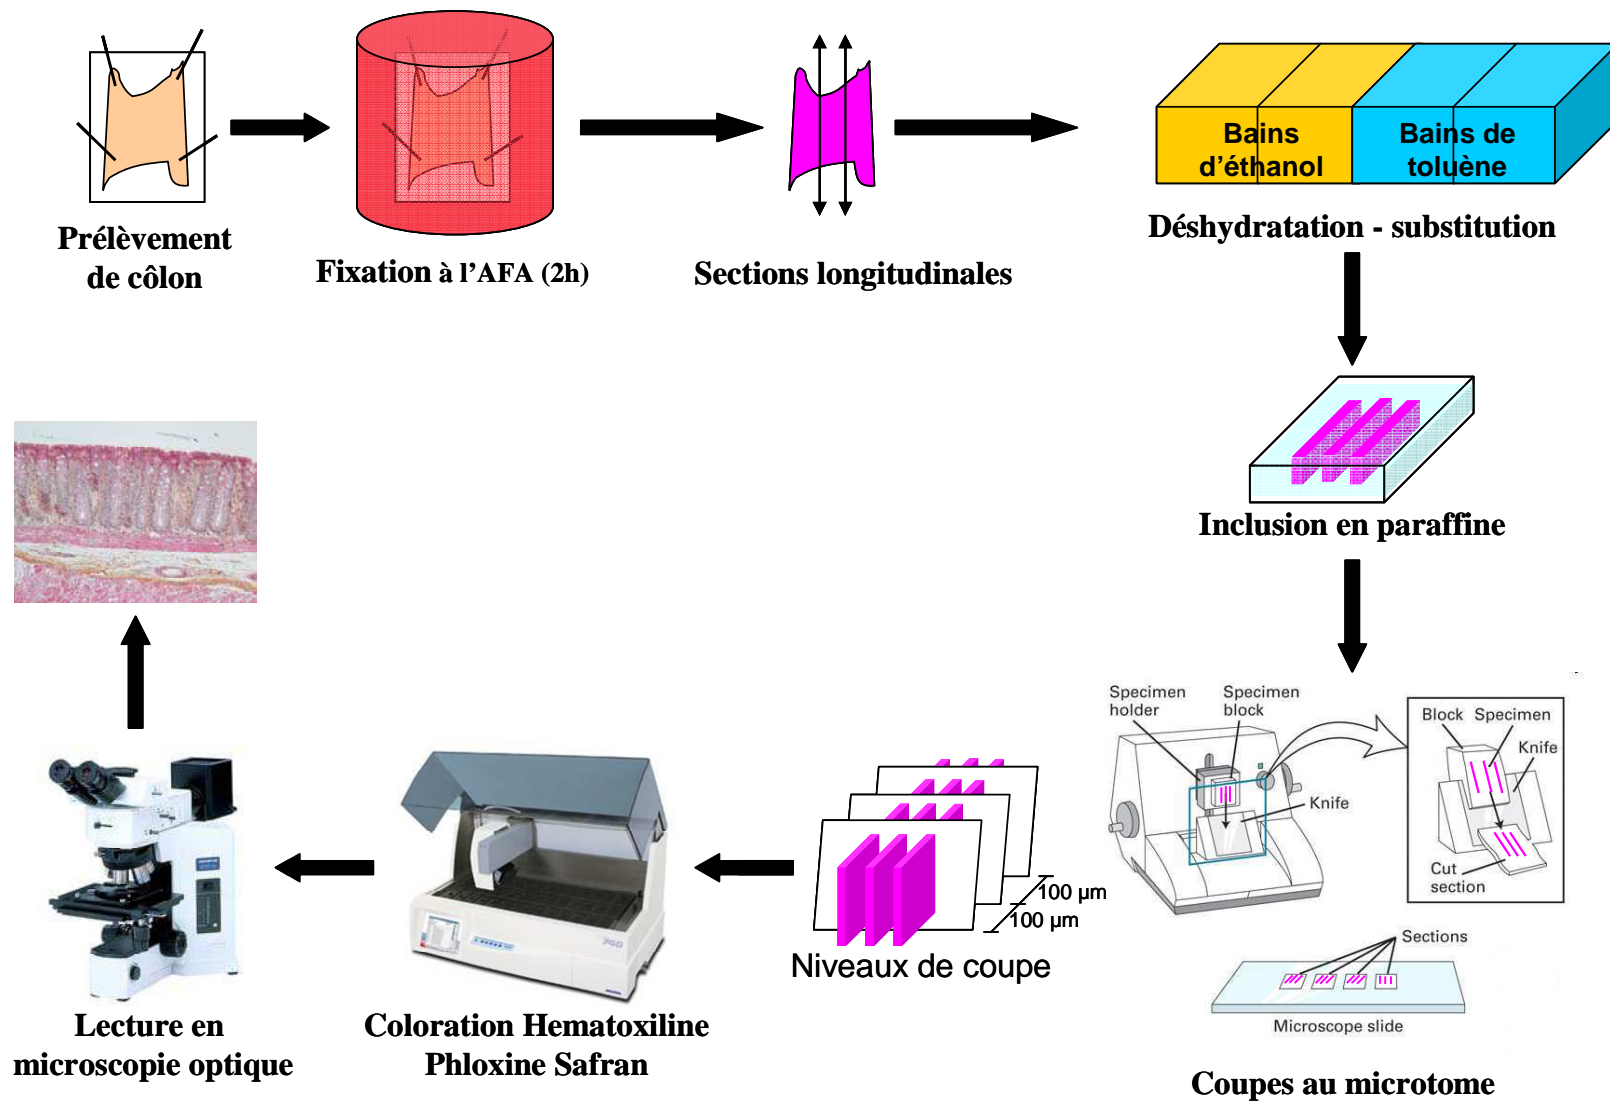 Prélèvement
de côlon
Fixation à l'AFA (2h)
Sections longitudinales
Bains
d'éthanol
Bains de
toluène
Déshydratation - substitution
Inclusion en paraffine
Specimen
holder
Specimen
block
Knife
Block
Specimen
Knife
Cut
section
Sections
Microscope slide
Coupes au microtome
100 µm
100 µm
Niveaux de coupe
Coloration Hematoxiline
Phloxine Safran
Lecture en
microscopie optique